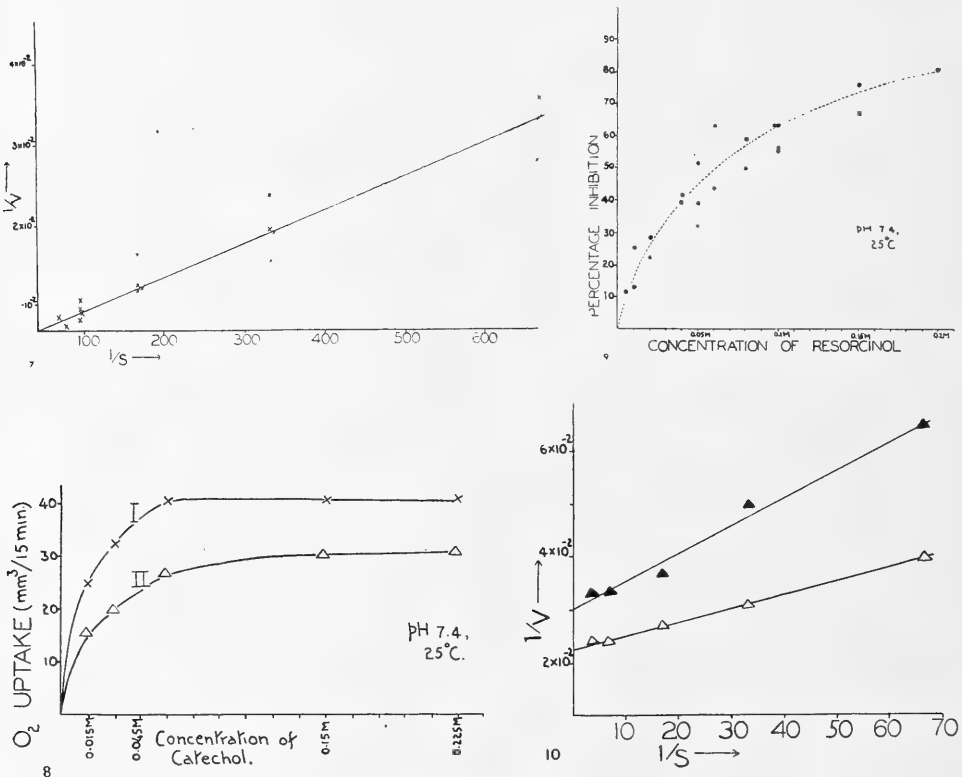 4×10⁻²
3×10⁻²
2×10⁻²
10⁻²
1/V →
100 200 300 400 500 600
1/S →
7
90
80
70
60
50
40
30
20
10
PERCENTAGE INHIBITION
pH 7.4,
25°C
0.05M 0.1M 0.15M 0.2M
CONCENTRATION OF RESORCINOL
9
40
30
20
10
O₂ UPTAKE (mm³/15 min)
I
II
pH 7.4,
25°C.
0.015M 0.045M 0.15M 0.225M
Concentration of
Catechol.
8
6×10⁻²
4×10⁻²
2×10⁻²
1/V →
10 20 30 40 50 60 70
1/S →
10